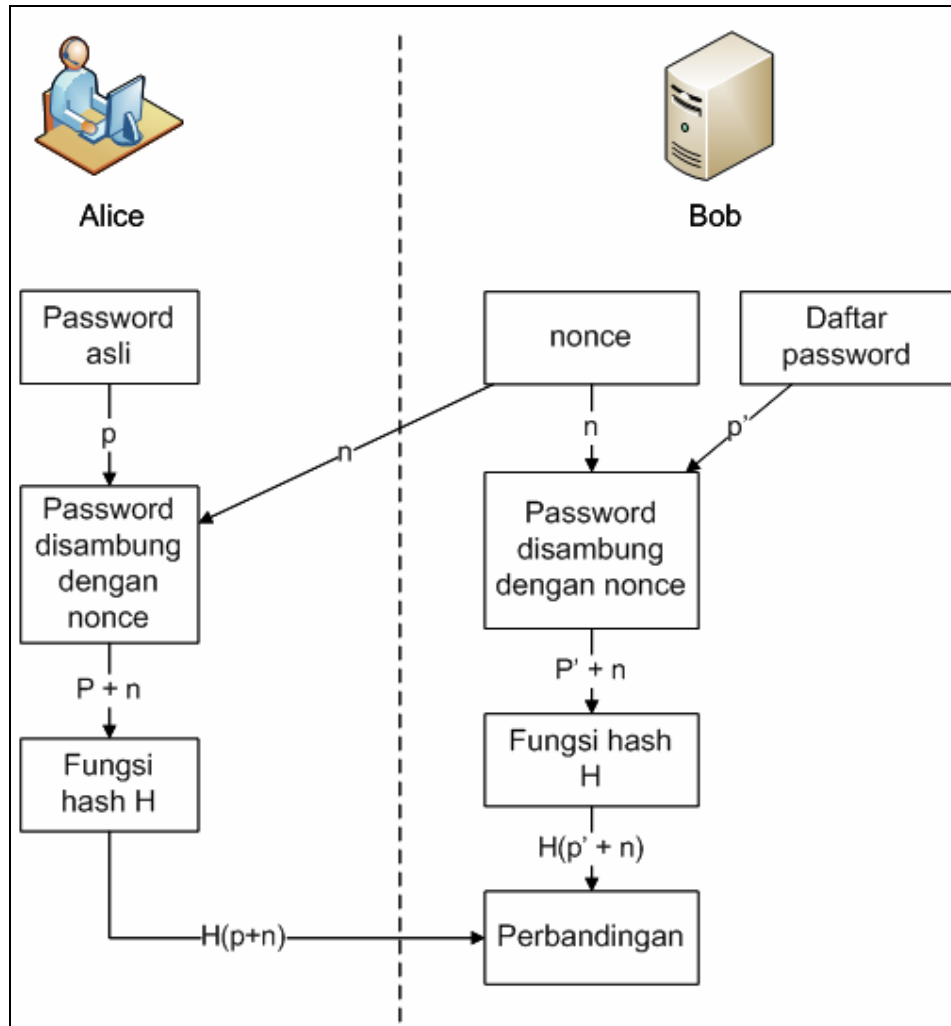 Alice
Bob
Password
asli
nonce
Daftar
password
p
n
n
p'
Password
disambung
dengan
nonce
Password
disambung
dengan nonce
P + n
P' + n
Fungsi
hash H
Fungsi hash
H
H(p' + n)
H(p+n)
Perbandingan